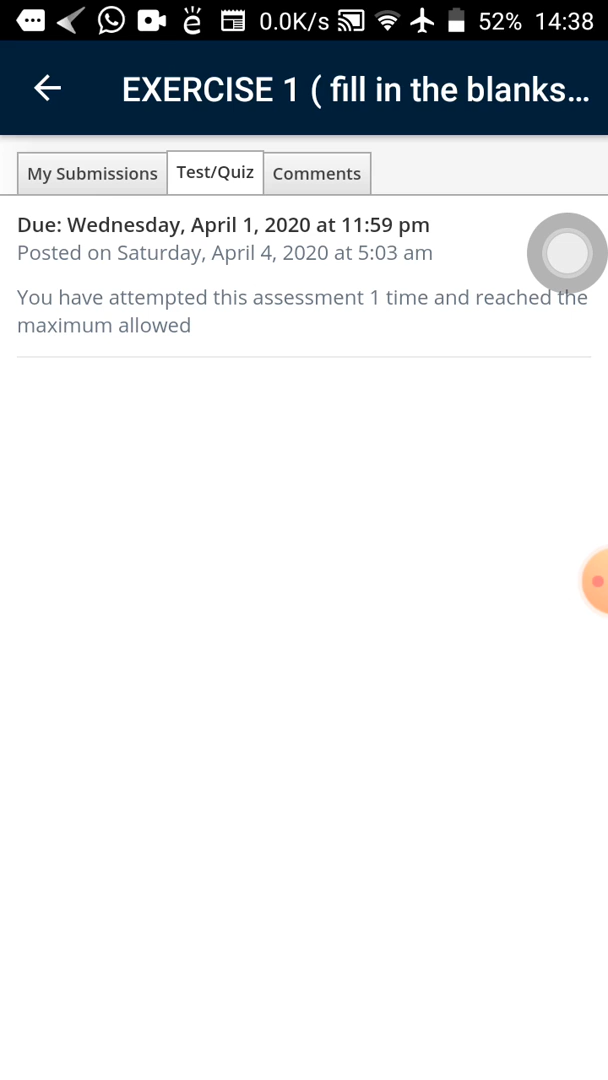 0.0K/s 52% 14:38
EXERCISE 1 ( fill in the blanks...
My Submissions Test/Quiz Comments
Due: Wednesday, April 1, 2020 at 11:59 pm
Posted on Saturday, April 4, 2020 at 5:03 am
You have attempted this assessment 1 time and reached the
maximum allowed